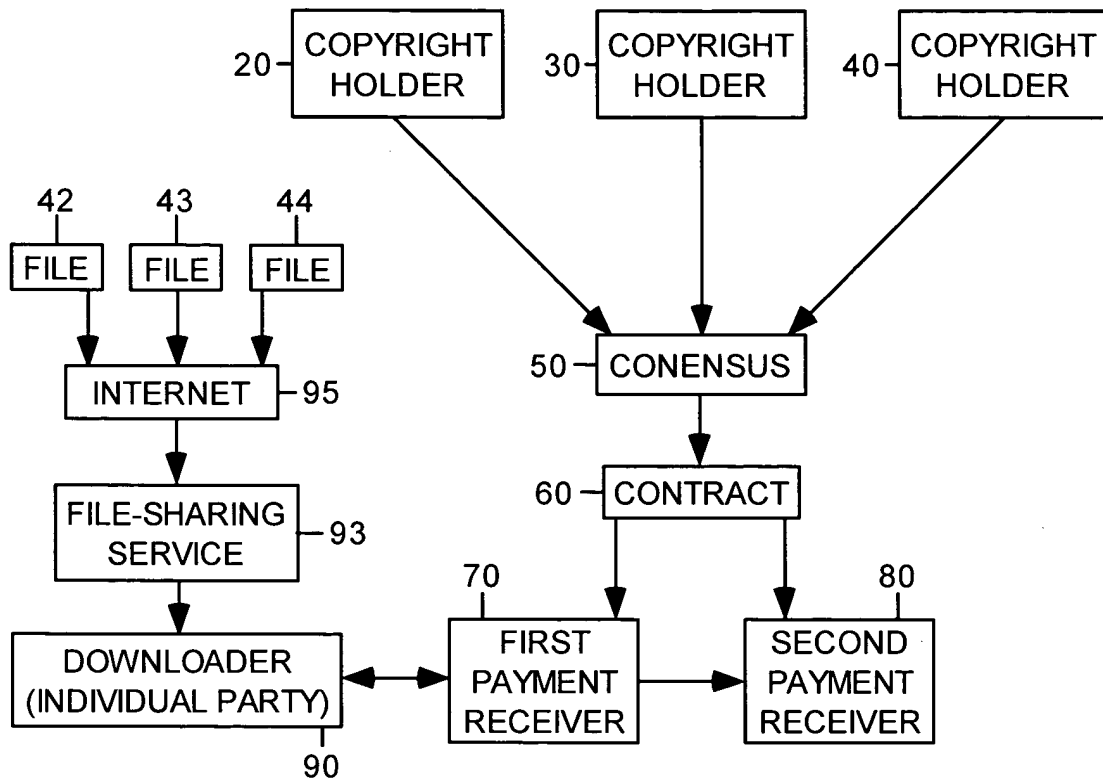 20
COPYRIGHT
HOLDER
30
COPYRIGHT
HOLDER
40
COPYRIGHT
HOLDER
42
43
44
FILE
FILE
FILE
INTERNET
95
50
CONENSUS
60
CONTRACT
FILE-SHARING
SERVICE
93
70
80
DOWNLOADER
(INDIVIDUAL PARTY)
90
FIRST
PAYMENT
RECEIVER
SECOND
PAYMENT
RECEIVER